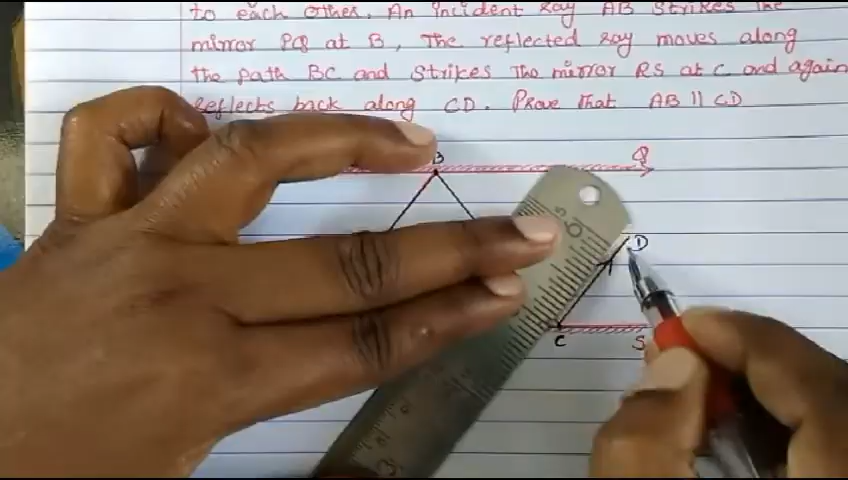 to each other. An incident ray AB strikes the
mirror PQ at B, The reflected ray moves along
the path BC and strikes The mirror RS at C and again
Reflects back along CD. Prove that AB || CD
B
Q
D
C
S